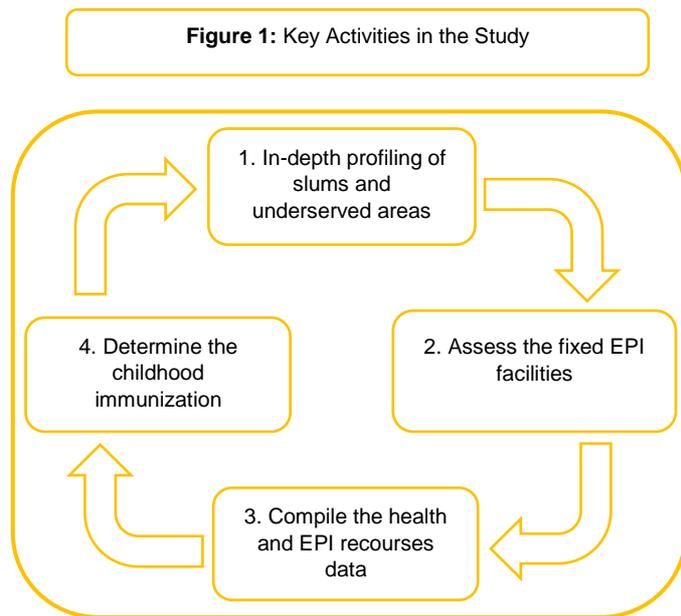 Figure 1: Key Activities in the Study
1. In-depth profiling of
slums and
underserved areas
2. Assess the fixed EPI
facilities
3. Compile the health
and EPI recourses
data
4. Determine the
childhood
immunization